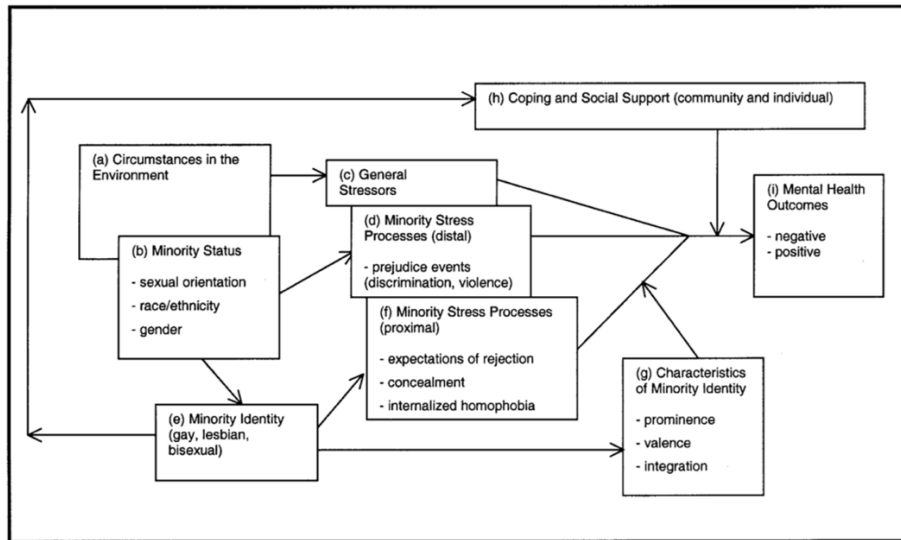 (h) Coping and Social Support (community and individual)
(a) Circumstances in the
Environment
(c) General
Stressors
(i) Mental Health
Outcomes
- negative
- positive
(d) Minority Stress
Processes (distal)
- prejudice events
(discrimination, violence)
(b) Minority Status
- sexual orientation
- race/ethnicity
- gender
(f) Minority Stress Processes
(proximal)
- expectations of rejection
- concealment
- internalized homophobia
(g) Characteristics
of Minority Identity
- prominence
- valence
- integration
(e) Minority Identity
(gay, lesbian,
bisexual)